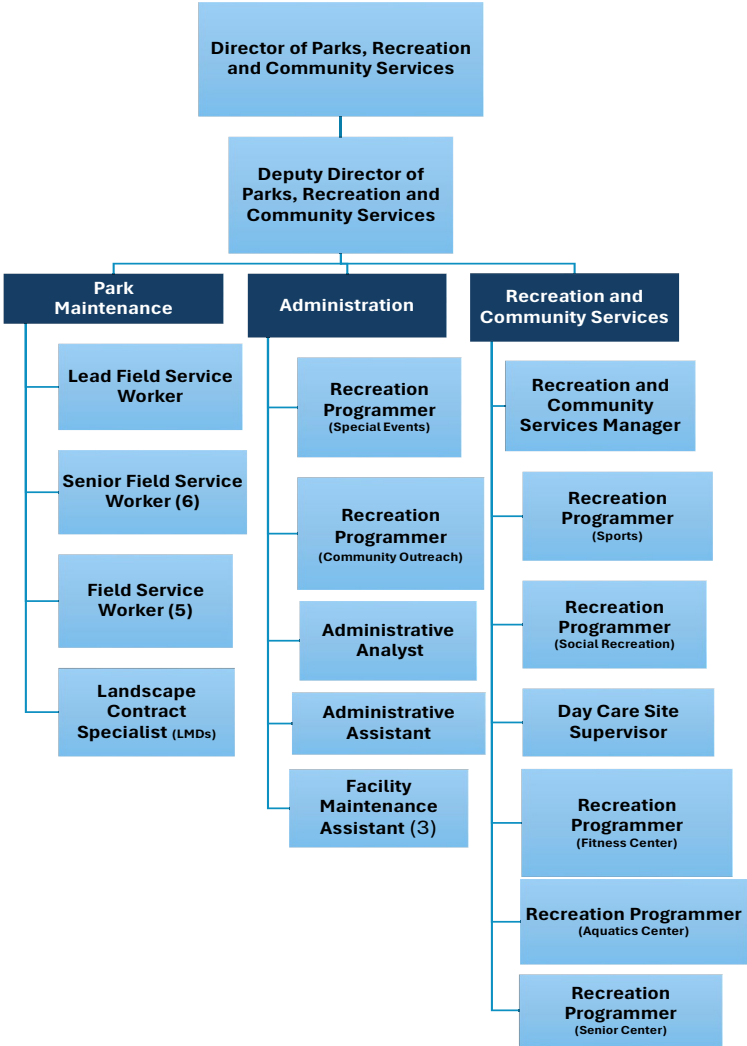 Director of Parks, Recreation
and Community Services
Deputy Director of
Parks, Recreation and
Community Services
Park
Maintenance
Lead Field Service
Worker
Senior Field Service
Worker (6)
Field Service
Worker (5)
Landscape
Contract
Specialist (LMDs)
Administration
Recreation
Programmer
(Special Events)
Recreation
Programmer
(Community Outreach)
Administrative
Analyst
Administrative
Assistant
Facility
Maintenance
Assistant (3)
Recreation and
Community Services
Recreation and
Community
Services Manager
Recreation
Programmer
(Sports)
Recreation
Programmer
(Social Recreation)
Day Care Site
Supervisor
Recreation
Programmer
(Fitness Center)
Recreation Programmer
(Aquatics Center)
Recreation
Programmer
(Senior Center)